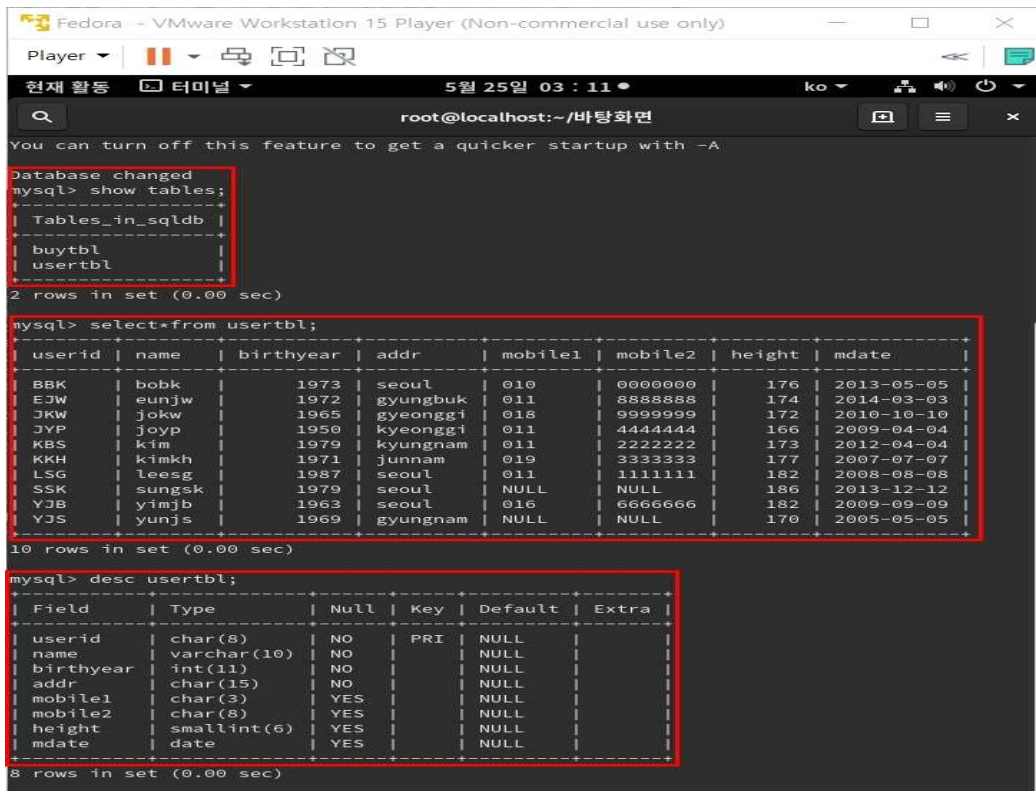 Fedora - VMware Workstation 15 Player (Non-commercial use only)
Player
현재 활동 터미널 5월 25일 03 : 11 ko
root@localhost:~/바탕화면
You can turn off this feature to get a quicker startup with -A
Database changed
mysql> show tables;
+------------------+
| Tables_in_sqldb |
+------------------+
| buytbl |
| usertbl |
+------------------+
2 rows in set (0.00 sec)
mysql> select*from usertbl;
| userid | name | birthyear | addr | mobile1 | mobile2 | height | mdate |
| BBK | bobk | 1973 | seoul | 010 | 0000000 | 176 | 2013-05-05 |
| EJW | eunjw | 1972 | gyungbuk | 011 | 8888888 | 174 | 2014-03-03 |
| JKW | jokw | 1965 | gyeonggi | 018 | 9999999 | 172 | 2010-10-10 |
| JYP | joyp | 1950 | kyeonggi | 011 | 4444444 | 166 | 2009-04-04 |
| KBS | kim | 1979 | kyungnam | 011 | 2222222 | 173 | 2012-04-04 |
| KKH | kimkh | 1971 | junnam | 019 | 3333333 | 177 | 2007-07-07 |
| LSG | leesg | 1987 | seoul | 011 | 1111111 | 182 | 2008-08-08 |
| SSK | sungsk | 1979 | seoul | NULL | NULL | 186 | 2013-12-12 |
| YJB | yimjb | 1963 | seoul | 016 | 6666666 | 182 | 2009-09-09 |
| YJS | yunjs | 1969 | gyungnam | NULL | NULL | 170 | 2005-05-05 |
10 rows in set (0.00 sec)
mysql> desc usertbl;
| Field | Type | Null | Key | Default | Extra |
| userid | char(8) | NO | PRI | NULL | |
| name | varchar(10) | NO | | NULL | |
| birthyear | int(11) | NO | | NULL | |
| addr | char(15) | NO | | NULL | |
| mobile1 | char(3) | YES | | NULL | |
| mobile2 | char(8) | YES | | NULL | |
| height | smallint(6) | YES | | NULL | |
| mdate | date | YES | | NULL | |
8 rows in set (0.00 sec)